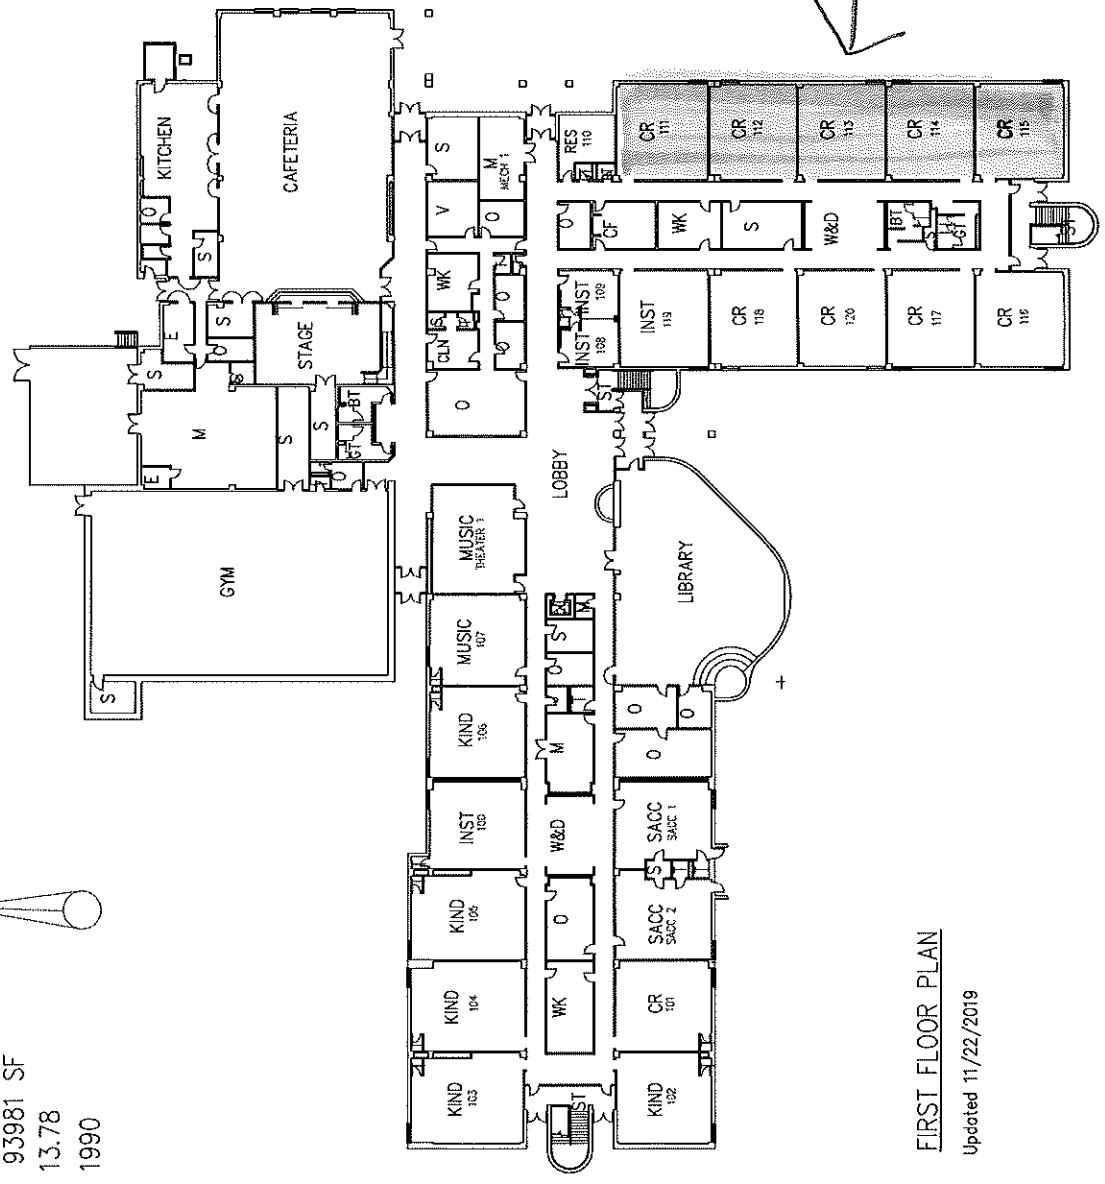 93981 SF
13.78
1990
KITCHEN
O
S
CAFETERIA
S
E
S
O
S
STAGE
M
S
S
BT
GT
E
O
GYM
S
S
V
M
MECH 1
O
WK
S
CLN
O
O
O
RES
110
CR
111
CR
112
CR
113
CR
114
CR
115
O
CF
WK
S
W&D
BT
S
GT
ST
INST
109
INST
108
INST
119
CR
118
CR
120
CR
117
CR
116
ST
LOBBY
MUSIC
THEATER 1
MUSIC
107
KIND
106
INST
100
KIND
105
KIND
104
KIND
103
M
S
O
M
W&D
O
WK
ST
LIBRARY
O
O
O
SACC
SACC 1
S
SACC
SACC 2
CR
101
KIND
102
FIRST FLOOR PLAN
Updated 11/22/2019